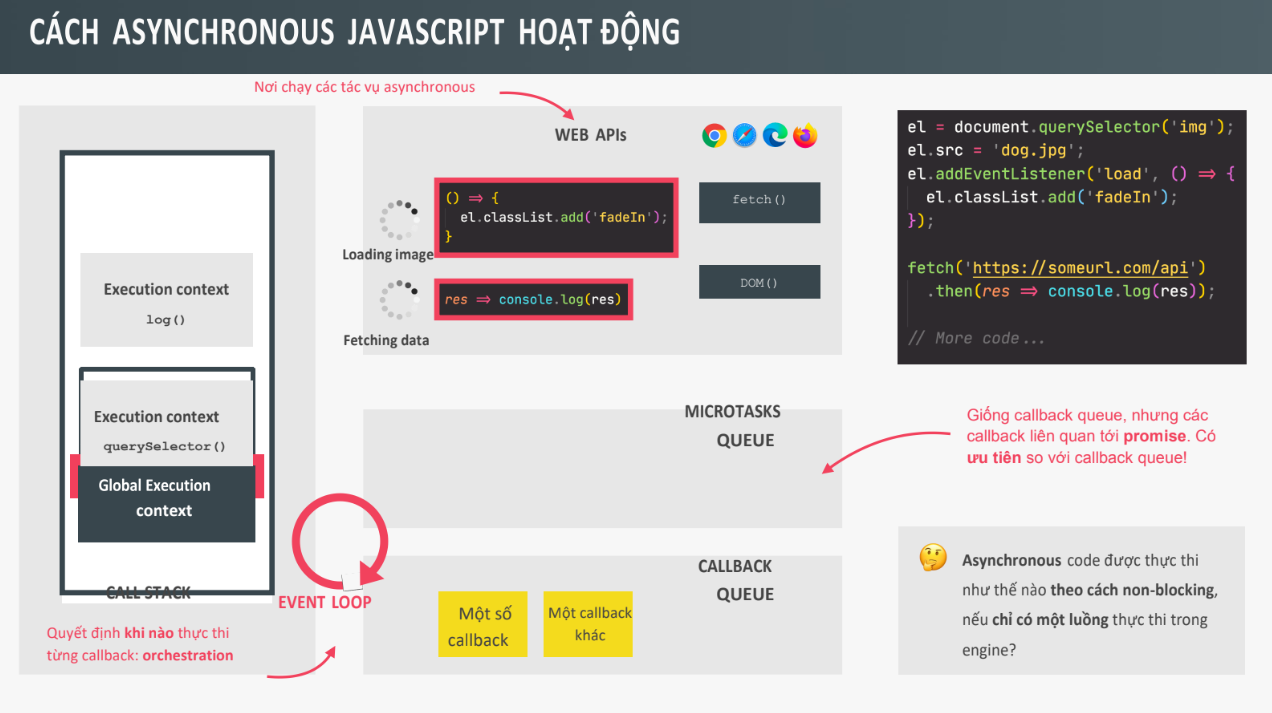 CÁCH ASYNCHRONOUS JAVASCRIPT HOẠT ĐỘNG
Nơi chạy các tác vụ asynchronous
WEB APIs
() => {
el.classList.add('fadeIn');
}
Loading image
res => console.log(res)
Fetching data
fetch()
DOM()
el = document.querySelector('img');
el.src = 'dog.jpg';
el.addEventListener('load', () => {
el.classList.add('fadeIn');
});
fetch('https://someurl.com/api')
.then(res => console.log(res));
// More code...
Execution context
log()
Execution context
querySelector()
Global Execution
context
CALL STACK
EVENT LOOP
Quyết định khi nào thực thi
từng callback: orchestration
MICROTASKS
QUEUE
Giống callback queue, nhưng các
callback liên quan tới promise. Có
ưu tiên so với callback queue!
CALLBACK
QUEUE
Một số
callback
Một callback
khác
Asynchronous code được thực thi
như thế nào theo cách non-blocking,
nếu chỉ có một luồng thực thi trong
engine?